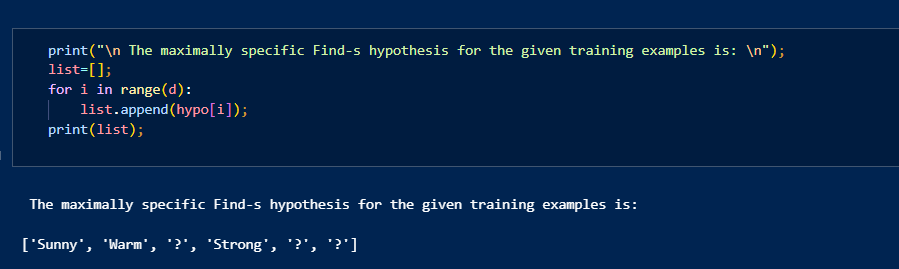 print("\n The maximally specific Find-s hypothesis for the given training examples is: \n");
list=[];
for i in range(d):
    list.append(hypo[i]);
print(list);
The maximally specific Find-s hypothesis for the given training examples is:
['Sunny', 'Warm', '?', 'Strong', '?', '?']